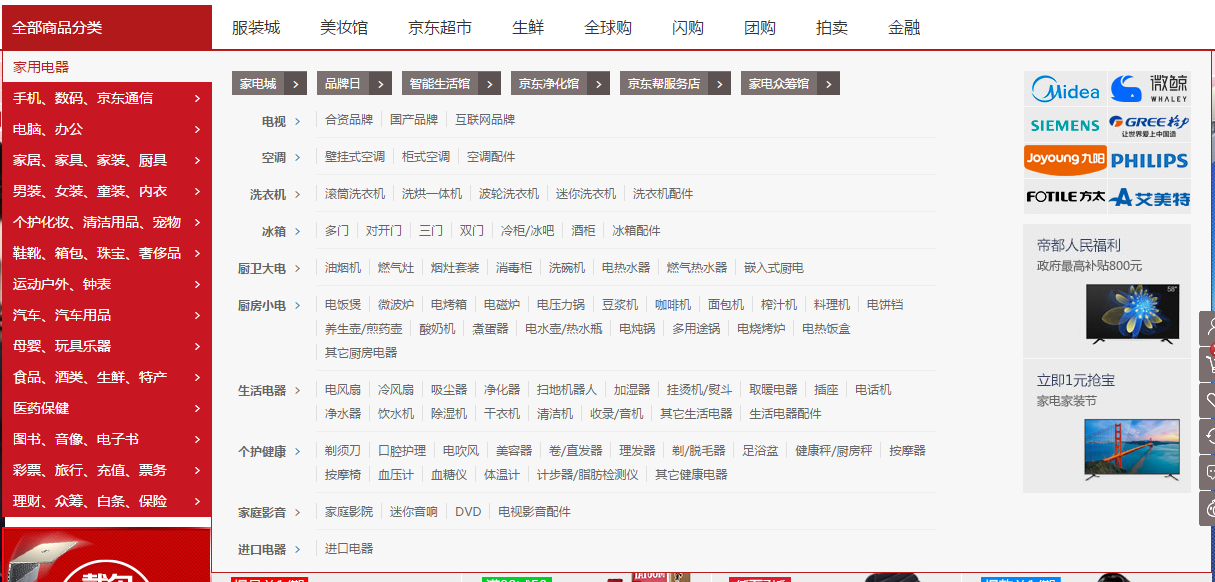 全部商品分类
服装城 美妆馆 京东超市 生鲜 全球购 闪购 团购 拍卖 金融
家用电器
手机、数码、京东通信 >
电脑、办公 >
家居、家具、家装、厨具 >
男装、女装、童装、内衣 >
个护化妆、清洁用品、宠物 >
鞋靴、箱包、珠宝、奢侈品 >
运动户外、钟表 >
汽车、汽车用品 >
母婴、玩具乐器 >
食品、酒类、生鲜、特产 >
医药保健 >
图书、音像、电子书 >
彩票、旅行、充值、票务 >
理财、众筹、白条、保险 >
家电城 > 品牌日 > 智能生活馆 > 京东净化馆 > 京东帮服务店 > 家电众筹馆 >
电视 > 合资品牌 国产品牌 互联网品牌
空调 > 壁挂式空调 柜式空调 空调配件
洗衣机 > 滚筒洗衣机 洗烘一体机 波轮洗衣机 迷你洗衣机 洗衣机配件
冰箱 > 多门 对开门 三门 双门 冷柜/冰吧 酒柜 冰箱配件
厨卫大电 > 油烟机 燃气灶 烟灶套装 消毒柜 洗碗机 电热水器 燃气热水器 嵌入式厨电
厨房小电 > 电饭煲 微波炉 电烤箱 电磁炉 电压力锅 豆浆机 咖啡机 面包机 榨汁机 料理机 电饼铛
养生壶/煎药壶 酸奶机 煮蛋器 电水壶/热水瓶 电炖锅 多用途锅 电烧烤炉 电热饭盒
其它厨房电器
生活电器 > 电风扇 冷风扇 吸尘器 净化器 扫地机器人 加湿器 挂烫机/熨斗 取暖电器 插座 电话机
净水器 饮水机 除湿机 干衣机 清洁机 收录/音机 其它生活电器 生活电器配件
个护健康 > 剃须刀 口腔护理 电吹风 美容器 卷/直发器 理发器 剃/脱毛器 足浴盆 健康秤/厨房秤 按摩器
按摩椅 血压计 血糖仪 体温计 计步器/脂肪检测仪 其它健康电器
家庭影音 > 家庭影院 迷你音响 DVD 电视影音配件
进口电器 > 进口电器
Midea 微鲸 WHALEY
SIEMENS GREE格力
让世界爱上中国造
Joyoung九阳 PHILIPS
FOTILE方太 艾美特
帝都人民福利
政府最高补贴800元
58"
立即1元抢宝
家电家装节